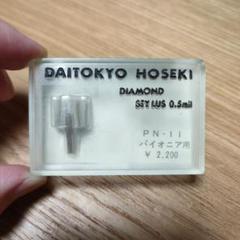 DAITOKYO HOSEKI
DIAMOND
STYLUS 0.5mil
PN-11
パイオニア用
¥ 2,200